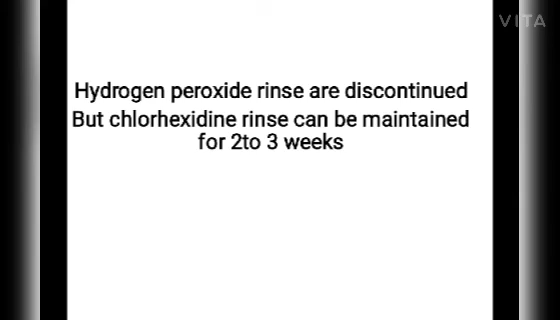 VITA
Hydrogen peroxide rinse are discontinued
But chlorhexidine rinse can be maintained
for 2to 3 weeks